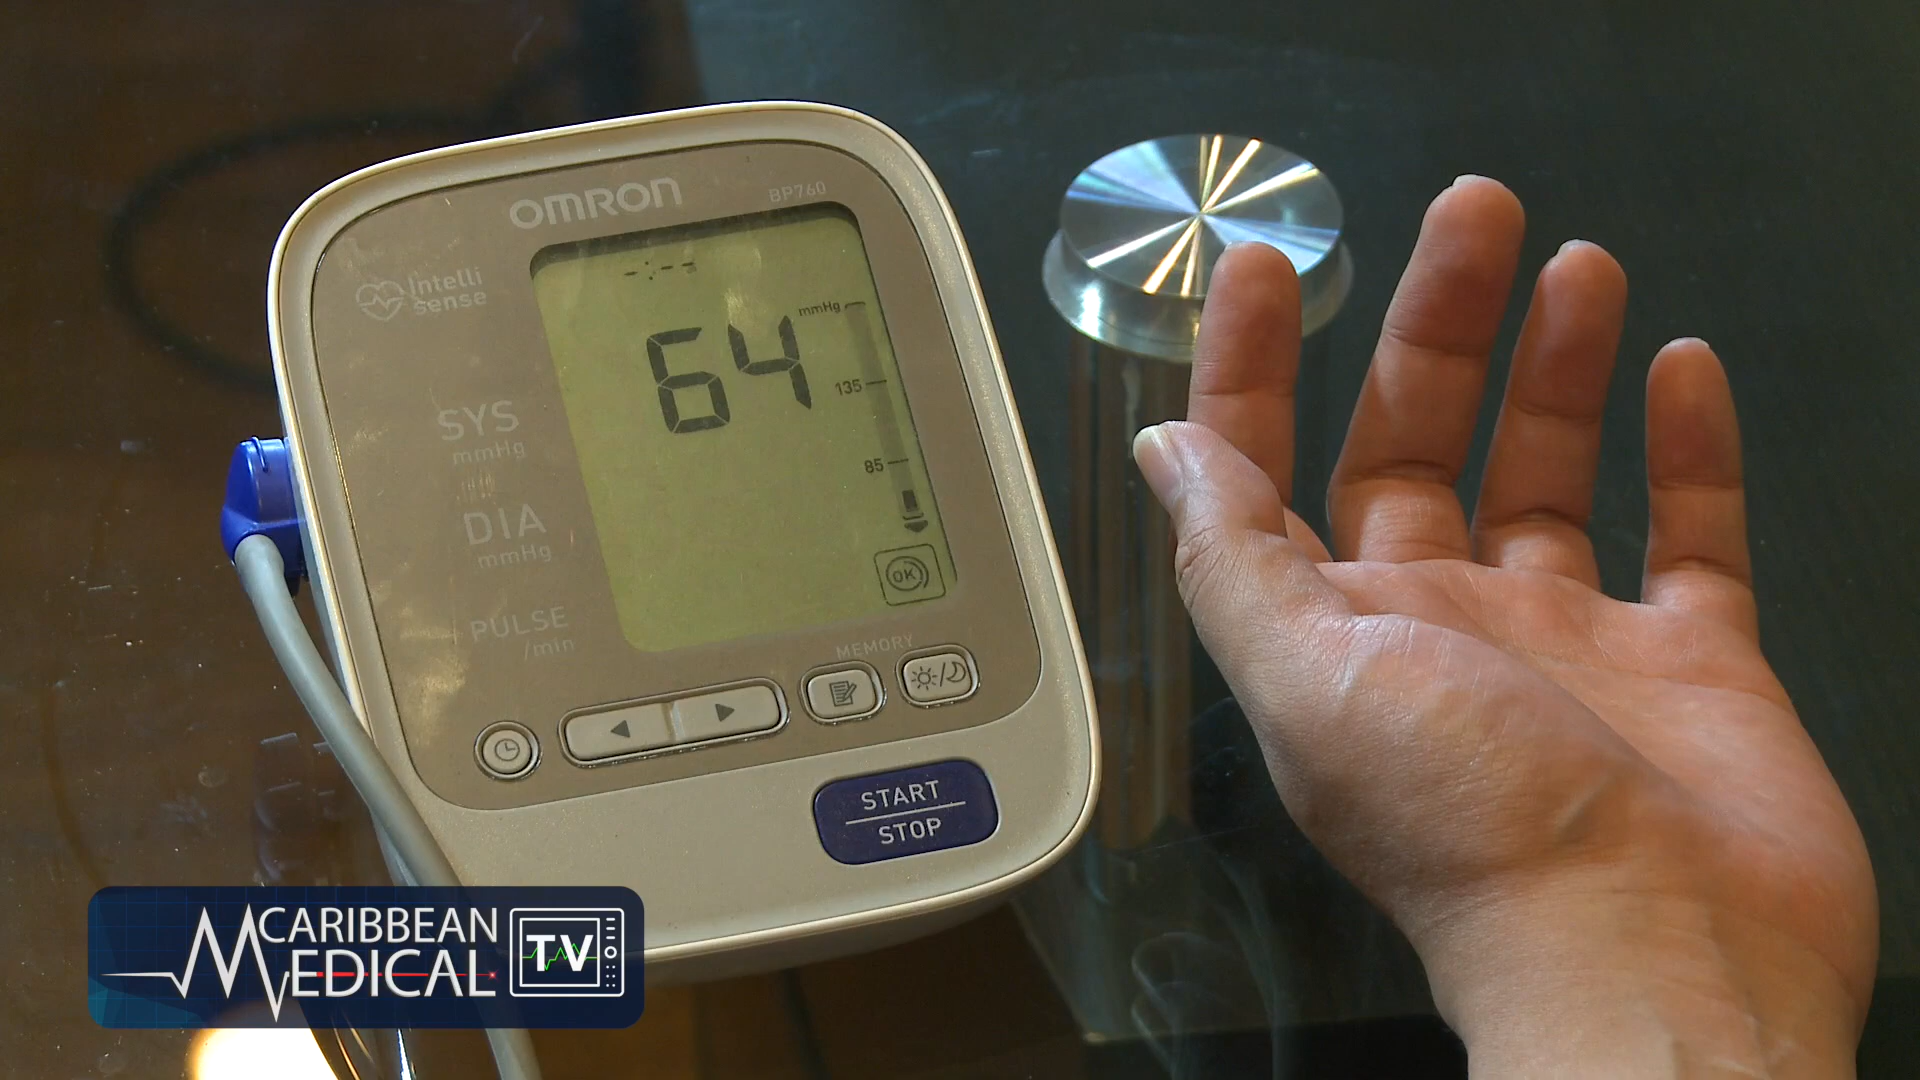 OMRON
BP760
Intelli
sense
-:--
mmHg
64
135
85
OK
SYS
mmHg
DIA
mmHg
PULSE
/min
MEMORY
START
STOP
CARIBBEAN
MEDICAL
TV